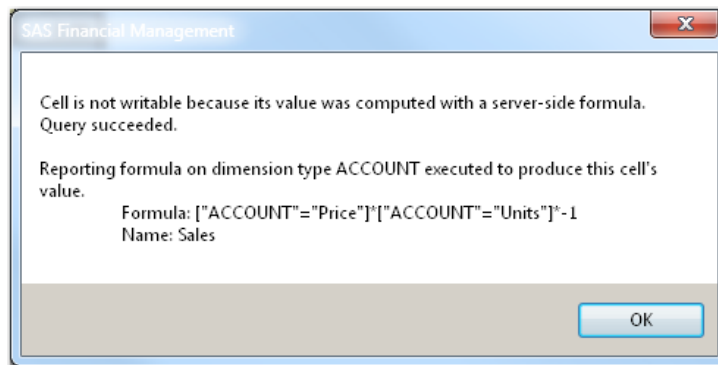 SAS Financial Management
Cell is not writable because its value was computed with a server-side formula.
Query succeeded.
Reporting formula on dimension type ACCOUNT executed to produce this cell's
value.
Formula: ["ACCOUNT"="Price"]*["ACCOUNT"="Units"]*-1
Name: Sales
OK